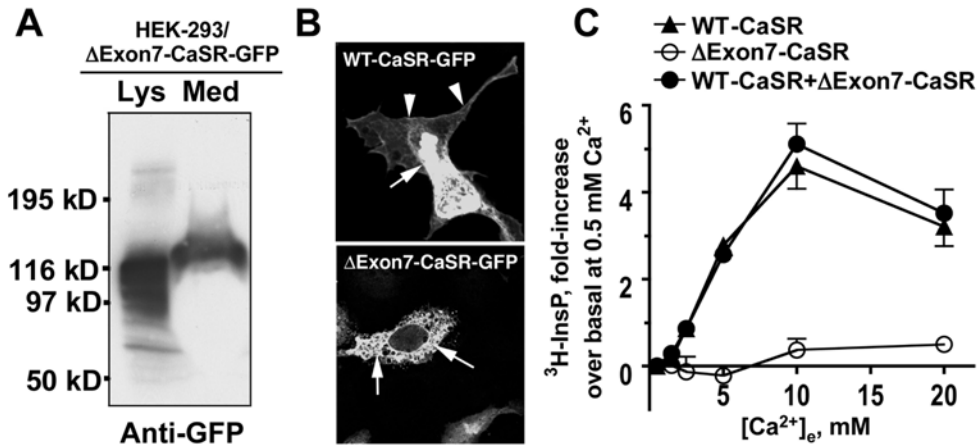 A
HEK-293/
ΔExon7-CaSR-GFP
Lys Med
195 kD
116 kD
97 kD
50 kD
Anti-GFP
B
WT-CaSR-GFP
ΔExon7-CaSR-GFP
C
WT-CaSR
ΔExon7-CaSR
WT-CaSR+ΔExon7-CaSR
³H-InsP, fold-increase
over basal at 0.5 mM Ca²⁺
6
4
2
0
5 10 15 20
[Ca²⁺]ₑ, mM